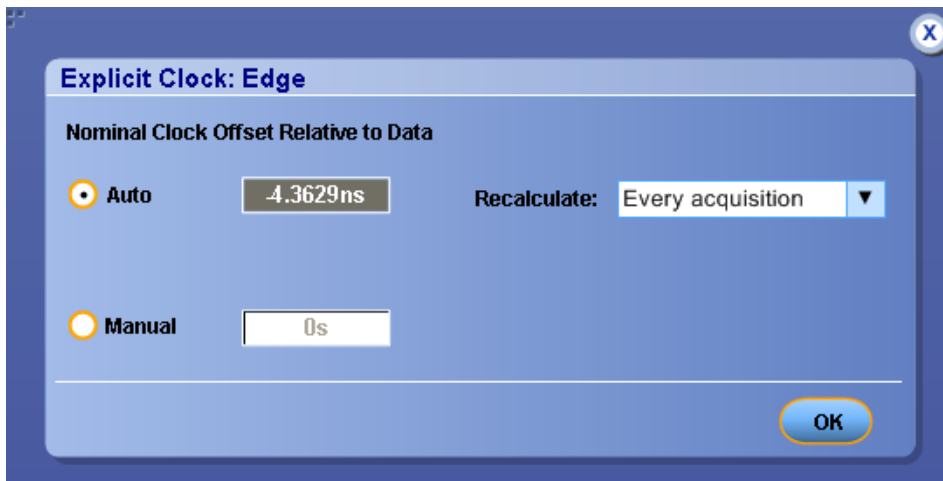 X
Explicit Clock: Edge
Nominal Clock Offset Relative to Data
Auto
-4.3629ns
Recalculate:
Every acquisition
Manual
0s
OK